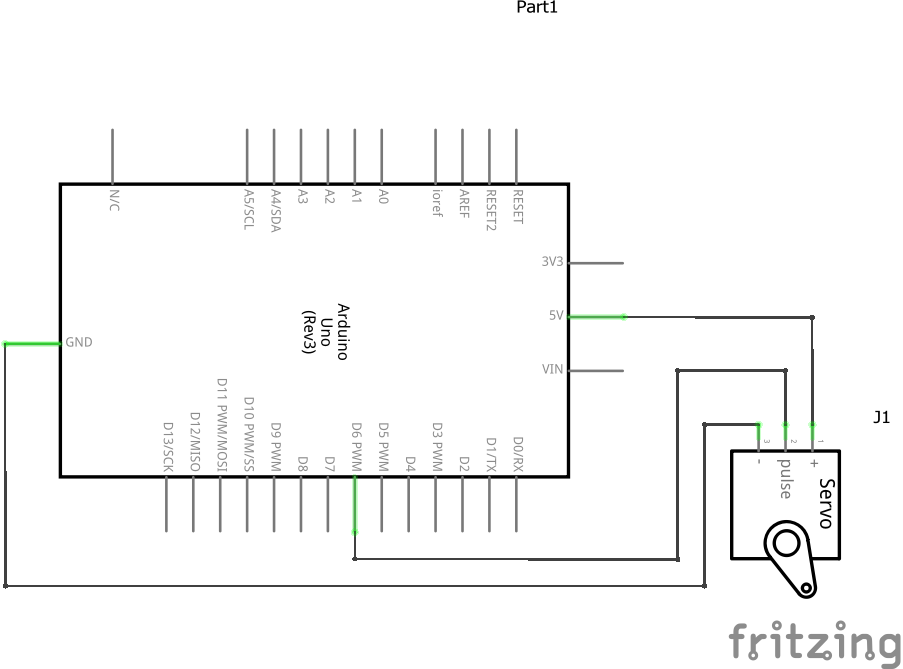 Part1
N/C
A5/SCL
A4/SDA
A3
A2
A1
A0
ioref
AREF
RESET2
RESET
3V3
5V
VIN
GND
Arduino
Uno
(Rev3)
D13/SCK
D12/MISO
D11 PWM/MOSI
D10 PWM/SS
D9 PWM
D8
D7
D6 PWM
D5 PWM
D4
D3 PWM
D2
D1/TX
D0/RX
J1
3
2
1
-
pulse
+
Servo
fritzing